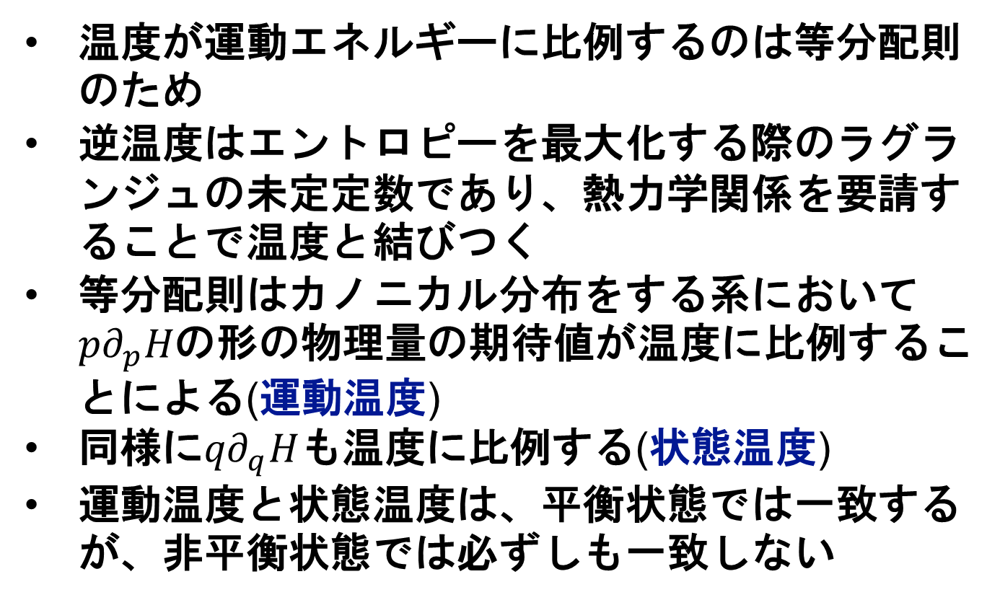 • 温度が運動エネルギーに比例するのは等分配則
のため
• 逆温度はエントロピーを最大化する際のラグラ
ンジュの未定定数であり、熱力学関係を要請す
ることで温度と結びつく
• 等分配則はカノニカル分布をする系において
p∂ₚHの形の物理量の期待値が温度に比例するこ
とによる(運動温度)
• 同様にq∂_qHも温度に比例する(状態温度)
• 運動温度と状態温度は、平衡状態では一致する
が、非平衡状態では必ずしも一致しない